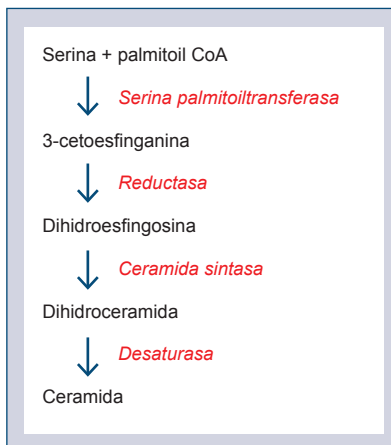 Serina + palmitoil CoA
Serina palmitoiltransferasa
3-cetoesfinganina
Reductasa
Dihidroesfingosina
Ceramida sintasa
Dihidroceramida
Desaturasa
Ceramida